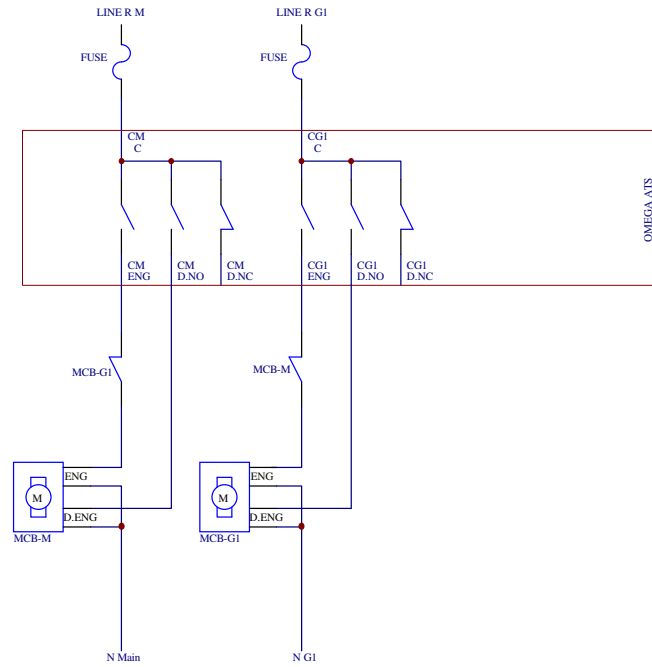 LINE R M
LINE R G1
FUSE
FUSE
CM
C
CG1
C
OMEGA ATS
CM
ENG
CM
D.NO
CM
D.NC
CG1
ENG
CG1
D.NO
CG1
D.NC
MCB-G1
MCB-M
ENG
M
D.ENG
MCB-M
ENG
M
D.ENG
MCB-G1
N Main
N G1